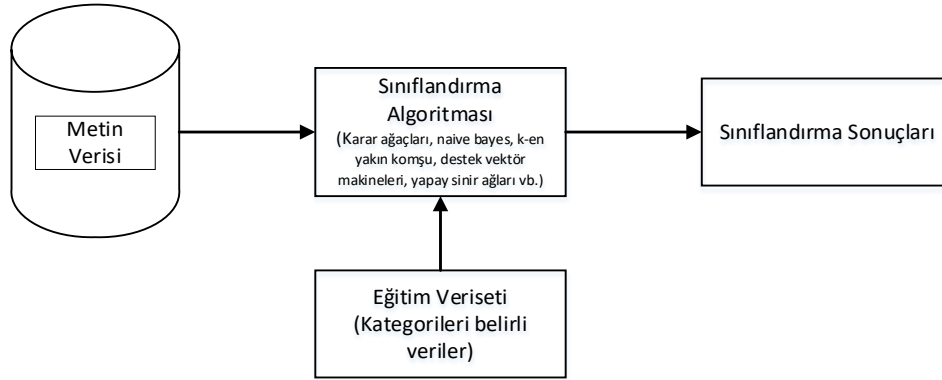 Metin
Verisi
Sınıflandırma
Algoritması
(Karar ağaçları, naive bayes, k-en
yakın komşu, destek vektör
makineleri, yapay sinir ağları vb.)
Sınıflandırma Sonuçları
Eğitim Veriseti
(Kategorileri belirli
veriler)